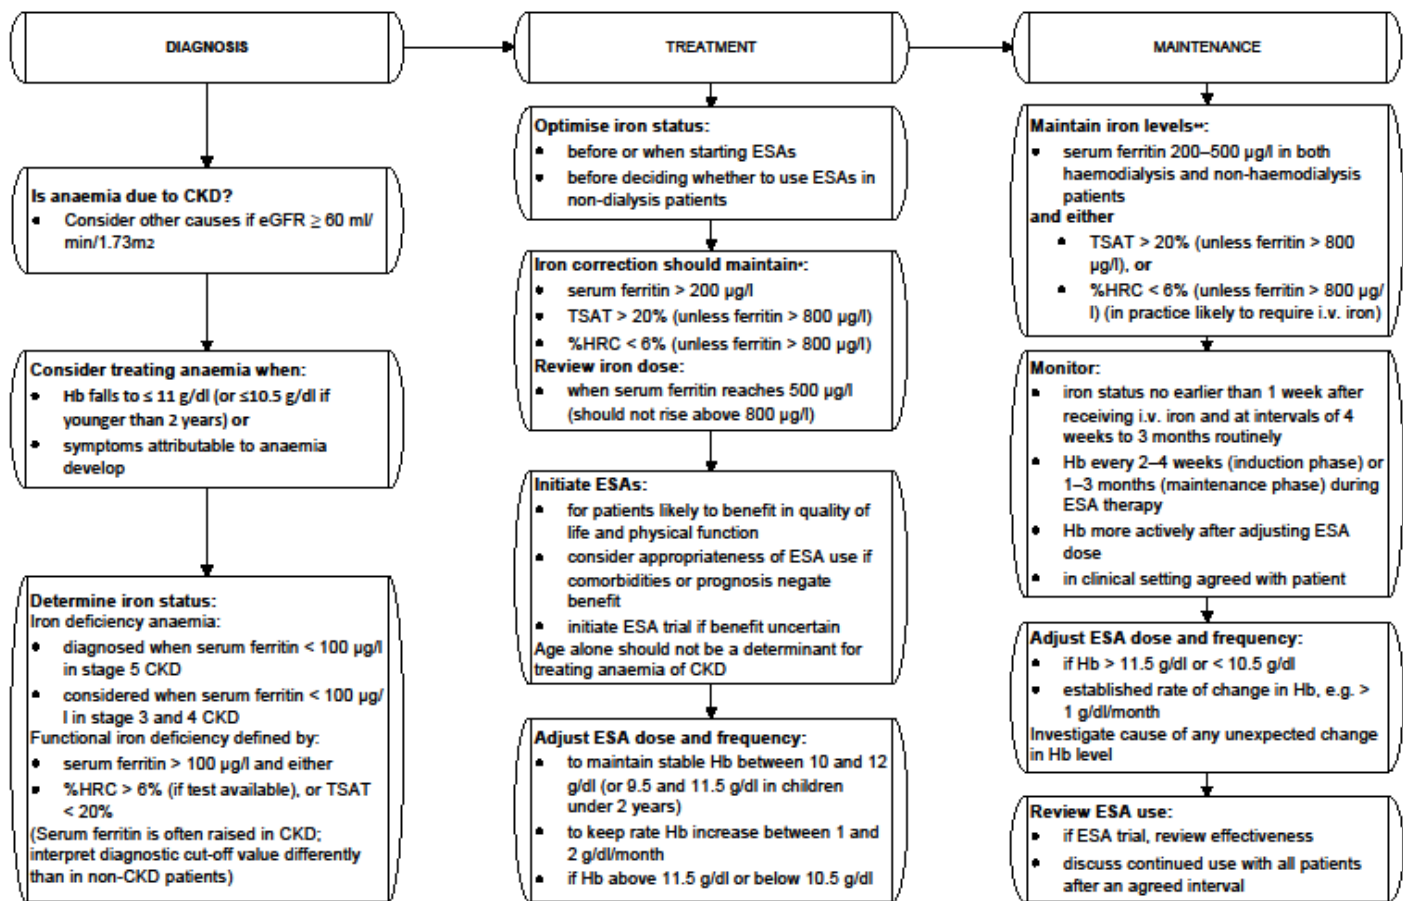 DIAGNOSIS
TREATMENT
MAINTENANCE
Is anaemia due to CKD?
• Consider other causes if eGFR ≥ 60 ml/
min/1.73m2
Consider treating anaemia when:
• Hb falls to ≤ 11 g/dl (or ≤10.5 g/dl if
younger than 2 years) or
• symptoms attributable to anaemia
develop
Determine iron status:
Iron deficiency anaemia:
• diagnosed when serum ferritin < 100 µg/l
in stage 5 CKD
• considered when serum ferritin < 100 µg/
l in stage 3 and 4 CKD
Functional iron deficiency defined by:
• serum ferritin > 100 µg/l and either
• %HRC > 6% (if test available), or TSAT
< 20%
(Serum ferritin is often raised in CKD;
interpret diagnostic cut-off value differently
than in non-CKD patients)
Optimise iron status:
• before or when starting ESAs
• before deciding whether to use ESAs in
non-dialysis patients
Iron correction should maintain*:
• serum ferritin > 200 µg/l
• TSAT > 20% (unless ferritin > 800 µg/l)
• %HRC < 6% (unless ferritin > 800 µg/l)
Review iron dose:
• when serum ferritin reaches 500 µg/l
(should not rise above 800 µg/l)
Initiate ESAs:
• for patients likely to benefit in quality of
life and physical function
• consider appropriateness of ESA use if
comorbidities or prognosis negate
benefit
• initiate ESA trial if benefit uncertain
Age alone should not be a determinant for
treating anaemia of CKD
Adjust ESA dose and frequency:
• to maintain stable Hb between 10 and 12
g/dl (or 9.5 and 11.5 g/dl in children
under 2 years)
• to keep rate Hb increase between 1 and
2 g/dl/month
• if Hb above 11.5 g/dl or below 10.5 g/dl
Maintain iron levels**:
• serum ferritin 200–500 µg/l in both
haemodialysis and non-haemodialysis
patients
and either
• TSAT > 20% (unless ferritin > 800
µg/l), or
• %HRC < 6% (unless ferritin > 800 µg/
l) (in practice likely to require i.v. iron)
Monitor:
• iron status no earlier than 1 week after
receiving i.v. iron and at intervals of 4
weeks to 3 months routinely
• Hb every 2–4 weeks (induction phase) or
1–3 months (maintenance phase) during
ESA therapy
• Hb more actively after adjusting ESA
dose
• in clinical setting agreed with patient
Adjust ESA dose and frequency:
• if Hb > 11.5 g/dl or < 10.5 g/dl
• established rate of change in Hb, e.g. >
1 g/dl/month
Investigate cause of any unexpected change
in Hb level
Review ESA use:
• if ESA trial, review effectiveness
• discuss continued use with all patients
after an agreed interval